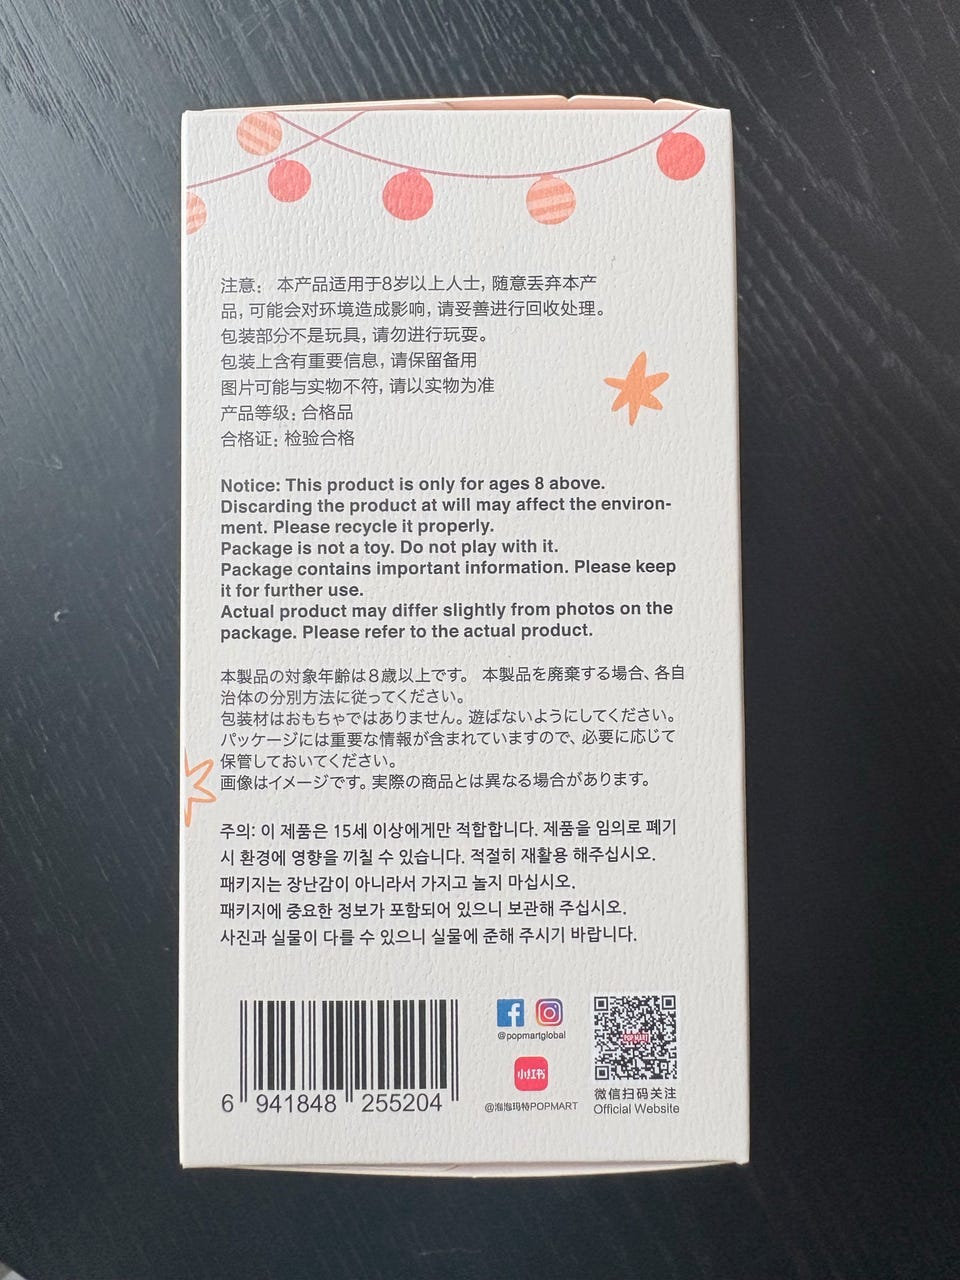 注意： 本产品适用于8岁以上人士，随意丢弃本产
品，可能会对环境造成影响，请妥善进行回收处理。
包装部分不是玩具，请勿进行玩耍。
包装上含有重要信息，请保留备用
图片可能与实物不符，请以实物为准
产品等级：合格品
合格证：检验合格
Notice: This product is only for ages 8 above.
Discarding the product at will may affect the environ-
ment. Please recycle it properly.
Package is not a toy. Do not play with it.
Package contains important information. Please keep
it for further use.
Actual product may differ slightly from photos on the
package. Please refer to the actual product.
本製品の対象年齢は8歳以上です。 本製品を廃棄する場合、各自
治体の分別方法に従ってください。
包装材はおもちゃではありません。遊ばないようにしてください。
パッケージには重要な情報が含まれていますので、必要に応じて
保管しておいてください。
画像はイメージです。実際の商品とは異なる場合があります。
주의: 이 제품은 15세 이상에게만 적합합니다. 제품을 임의로 폐기
시 환경에 영향을 끼칠 수 있습니다. 적절히 재활용 해주십시오.
패키지는 장난감이 아니라서 가지고 놀지 마십시오.
패키지에 중요한 정보가 포함되어 있으니 보관해 주십시오.
사진과 실물이 다를 수 있으니 실물에 준해 주시기 바랍니다.
6 941848 255204
@popmartglobal
小红书
@泡泡玛特POPMART
POP MART
微信扫码关注
Official Website